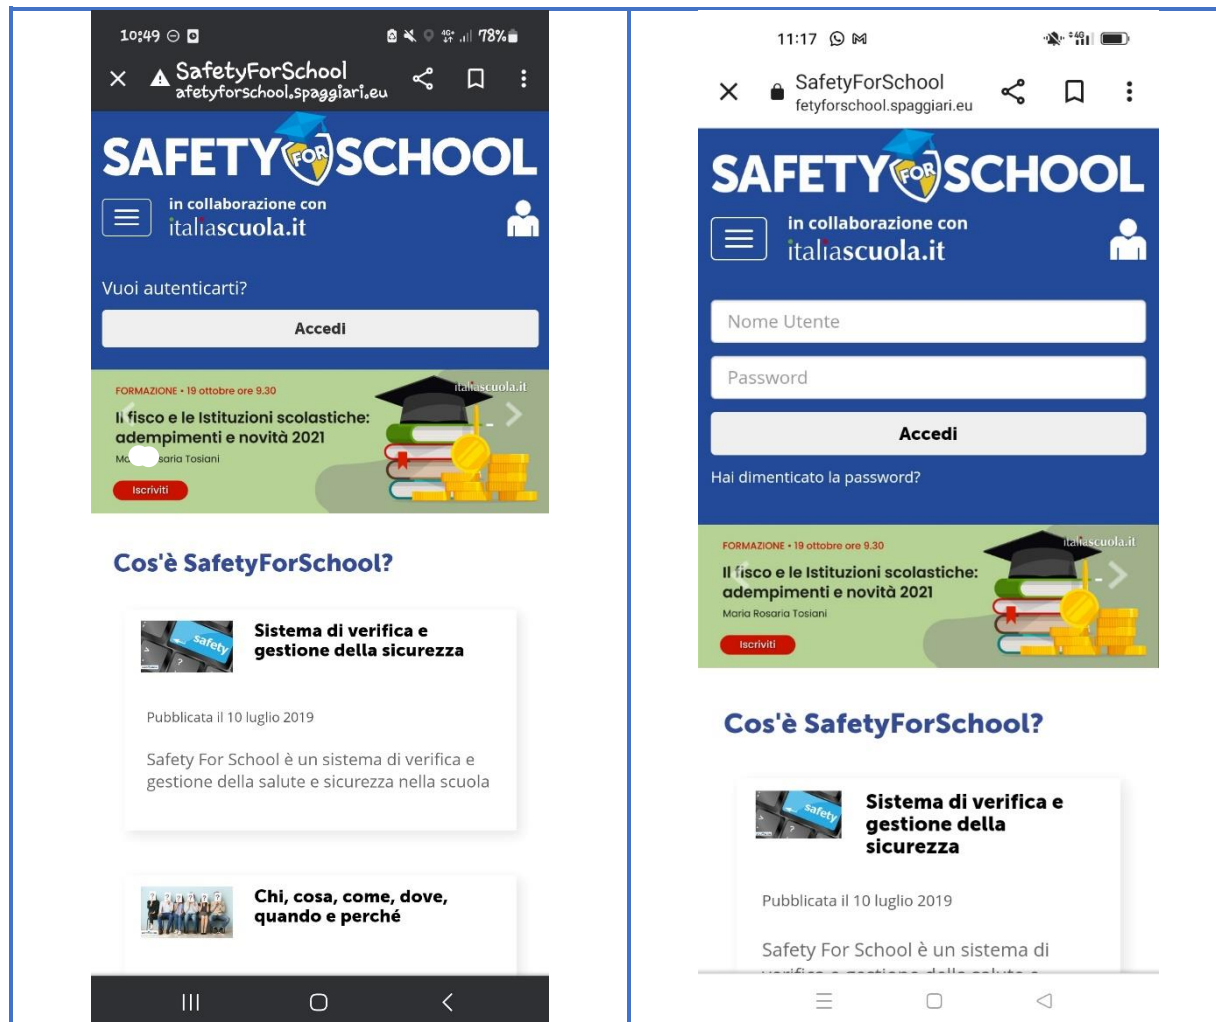 10:49 78%
SafetyForSchool
afetyforschool.spaggiari.eu
SAFETY FOR SCHOOL
in collaborazione con
italiascuola.it
Vuoi autenticarti?
Accedi
FORMAZIONE • 19 ottobre ore 9.30
italiascuola.it
Il fisco e le Istituzioni scolastiche:
adempimenti e novità 2021
Tosiani
Iscriviti
Cos'è SafetyForSchool?
safety
Sistema di verifica e
gestione della sicurezza
Pubblicata il 10 luglio 2019
Safety For School è un sistema di verifica e
gestione della salute e sicurezza nella scuola
Chi, cosa, come, dove,
quando e perché
11:17 4G
SafetyForSchool
fetyforschool.spaggiari.eu
SAFETY FOR SCHOOL
in collaborazione con
italiascuola.it
Nome Utente
Password
Accedi
Hai dimenticato la password?
FORMAZIONE • 19 ottobre ore 9.30
italiascuola.it
Il fisco e le Istituzioni scolastiche:
adempimenti e novità 2021
Maria Rosaria Tosiani
Iscriviti
Cos'è SafetyForSchool?
safety
Sistema di verifica e
gestione della
sicurezza
Pubblicata il 10 luglio 2019
Safety For School è un sistema di